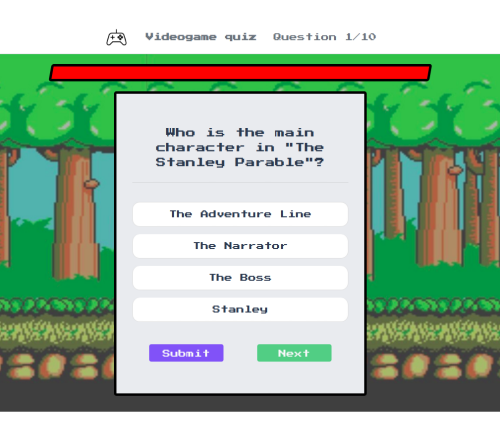 Videogame quiz Question 1/10
Who is the main
character in "The
Stanley Parable"?
The Adventure Line
The Narrator
The Boss
Stanley
Submit Next